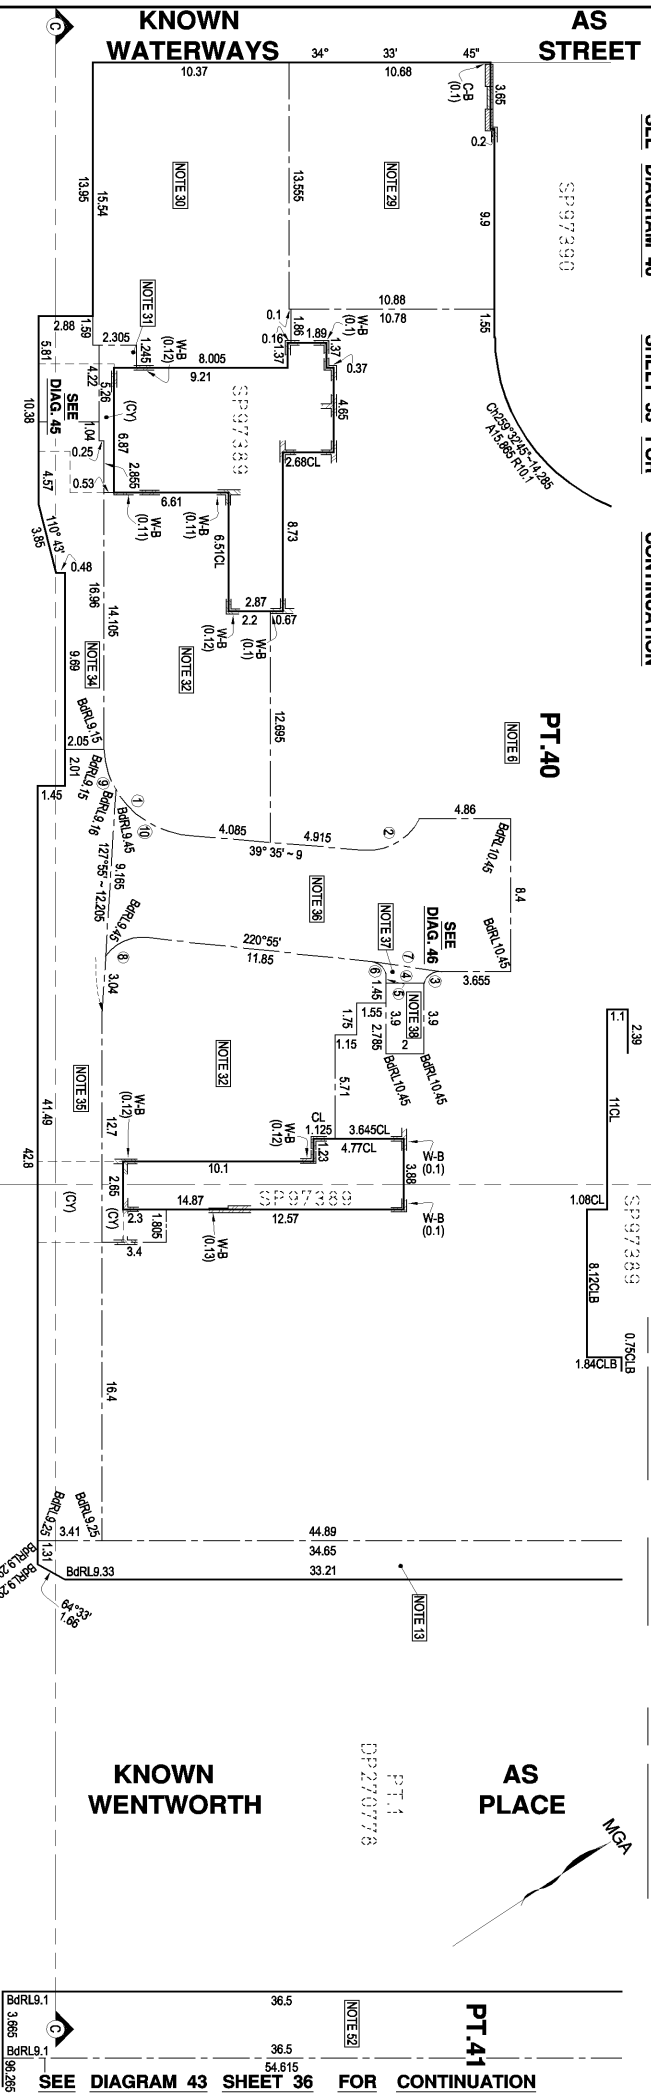 KNOWN AS
WATERWAYS STREET
34° 33' 45"
10.37
10.68
C-B
(0.1)
3.65
0.2
SEE DIAGRAM
SHEET
FOR
CONTINUATION
SP97390
NOTE 30
NOTE 29
13.555
9.9
13.95
15.54
10.88
10.78
1.55
Ch259°32'45"~14.285
A15.865 R10.1
2.88
1.59
NOTE 31
2.305
1.245
W-B
(0.12)
0.1
1.86
0.16
1.37
1.89
W-B
(0.1)
1.37
0.37
8.005
9.21
SP97389
4.65
5.81
4.22
5.26
(CY)
SEE
DIAG. 45
10.38
1.04
0.25
6.87
2.855
2.68CL
4.57
0.53
6.61
W-B
(0.11)
W-B
(0.11)
6.51CL
8.73
110° 43'
3.85
0.48
16.96
14.105
2.87
2.2
0.67
W-B
(0.12)
W-B
(0.1)
NOTE 34
9.69
NOTE 32
12.695
NOTE 6
PT.40
BdRL9.15
2.05
2.01
1.45
BdRL9.15
BdRL9.16
BdRL9.45
9
1
10
4.085
4.915
39° 35' ~ 9
2
4.86
BdRL10.45
8.4
BdRL10.45
127°55' ~ 12.205
9.165
NOTE 36
BdRL9.45
8
220°55'
11.85
SEE
DIAG. 46
NOTE 37
7
6
4
5
3
3.655
3.04
1.45
1.55
1.75
1.15
2.785
3.9
NOTE 38
3.9
2
BdRL10.45
BdRL10.45
1.1
2.39
11CL
NOTE 35
NOTE 32
5.71
41.49
42.8
12.7
W-B
(0.12)
CL
1.125
W-B
(0.12)
1.23
3.645CL
4.77CL
W-B
(0.1)
10.1
3.88
2.65
14.87
SP97389
12.57
W-B
(0.1)
(CY)
(CY)
2.3
1.805
3.4
W-B
(0.13)
1.08CL
SP97389
8.12CLB
0.75CLB
1.84CLB
16.4
BdRL9.25
BdRL9.25
3.41
44.89
34.65
33.21
1.31
BdRL9.33
BdRL9.29
64°33'
1.66
NOTE 13
KNOWN AS
WENTWORTH PLACE
PT.1
DP270778
MGA
C
C
BdRL9.1
3.665
BdRL9.1
96.265
36.5
36.5
54.615
NOTE 52
PT.41
SEE DIAGRAM 43 SHEET 36 FOR CONTINUATION